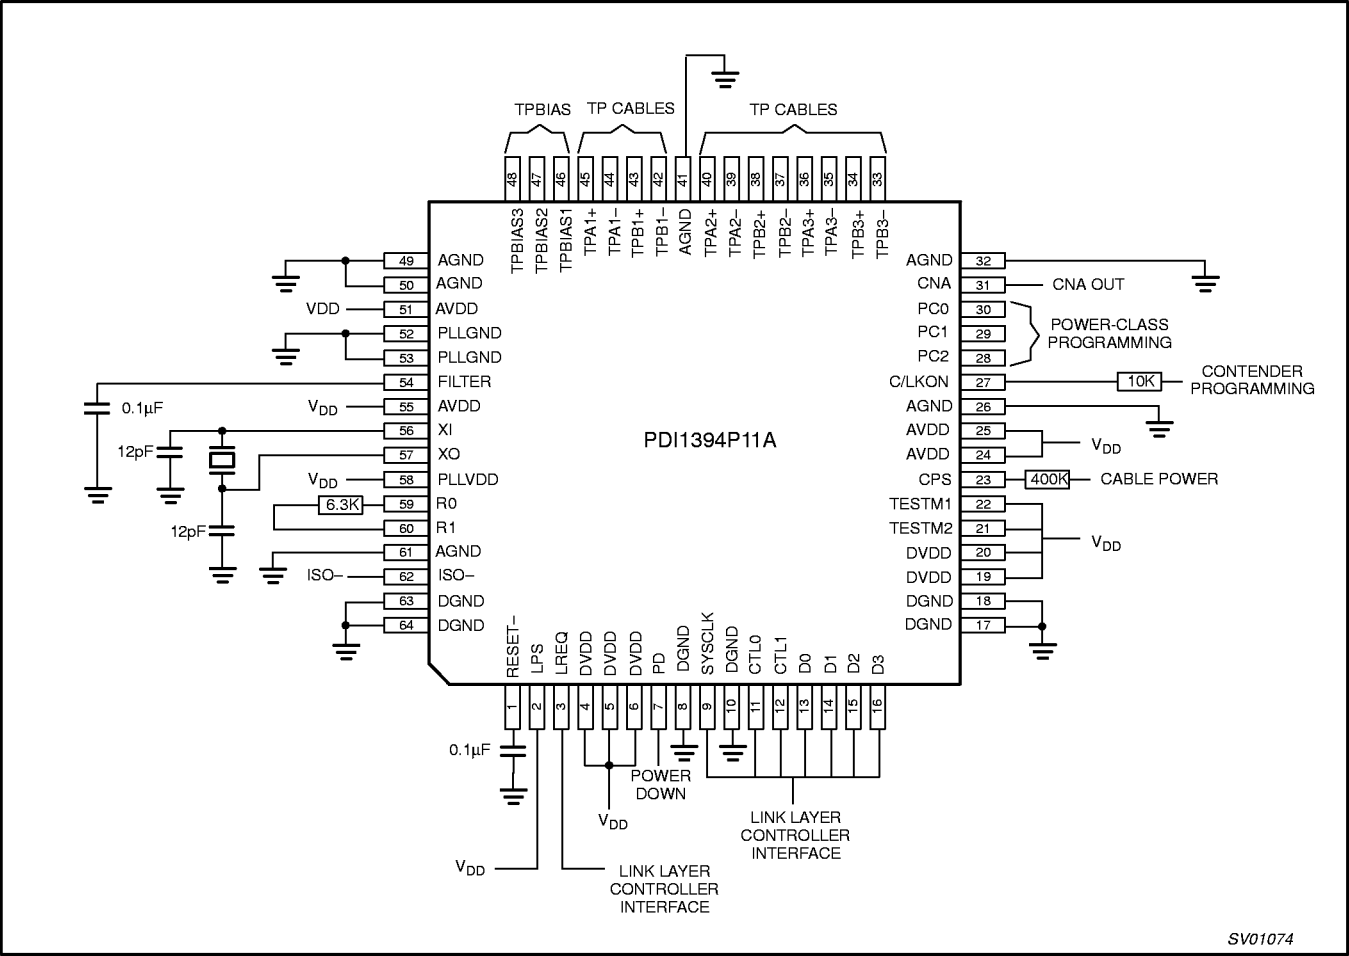 TPBIAS TP CABLES TP CABLES
48 47 46 45 44 43 42 41 40 39 38 37 36 35 34 33
TPBIAS3 TPBIAS2 TPBIAS1 TPA1+ TPA1– TPB1+ TPB1– AGND TPA2+ TPA2– TPB2+ TPB2– TPA3+ TPA3– TPB3+ TPB3–
49 AGND
50 AGND
VDD 51 AVDD
52 PLLGND
53 PLLGND
54 FILTER
0.1µF
VDD 55 AVDD
56 XI
12pF
57 XO
VDD 58 PLLVDD
6.3K 59 R0
12pF
60 R1
61 AGND
ISO– 62 ISO–
63 DGND
64 DGND
PDI1394P11A
AGND 32
CNA 31 CNA OUT
PC0 30
PC1 29
PC2 28
POWER-CLASS
PROGRAMMING
C/LKON 27 10K
CONTENDER
PROGRAMMING
AGND 26
AVDD 25
AVDD 24
VDD
CPS 23 400K CABLE POWER
TESTM1 22
TESTM2 21
DVDD 20
DVDD 19
VDD
DGND 18
DGND 17
RESET– LPS LREQ DVDD DVDD DVDD PD DGND SYSCLK DGND CTL0 CTL1 D0 D1 D2 D3
1 2 3 4 5 6 7 8 9 10 11 12 13 14 15 16
0.1µF
POWER
DOWN
VDD
LINK LAYER
CONTROLLER
INTERFACE
VDD
LINK LAYER
CONTROLLER
INTERFACE
SV01074